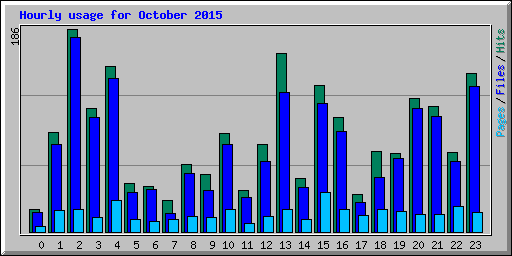 Hourly usage for October 2015
186
Pages / Files / Hits
0 1 2 3 4 5 6 7 8 9 10 11 12 13 14 15 16 17 18 19 20 21 22 23